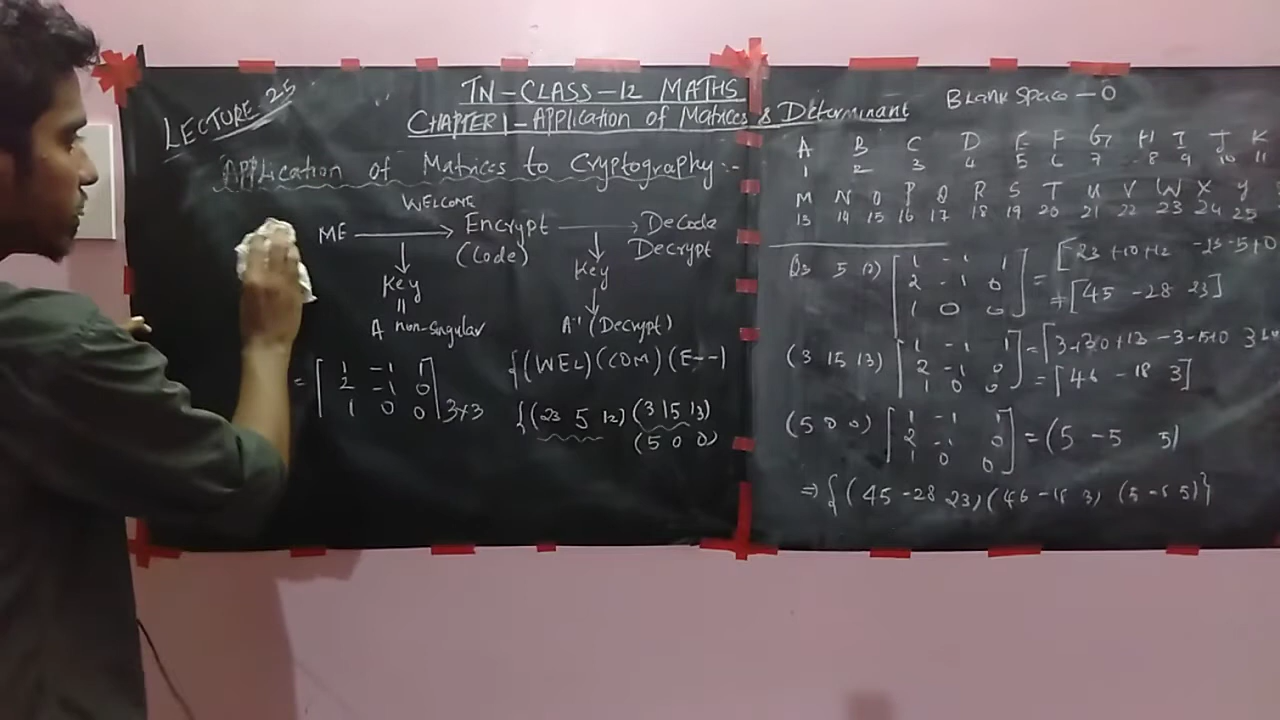 LECTURE 25
TN-CLASS-12 MATHS
CHAPTER 1 - Application of Matrices & Determinant
Application of Matrices to Cryptography:-
WELCOME
ME → Encrypt → Decode
(Code) Decrypt
Key Key
=
A non-singular A⁻¹ (Decrypt)
{(WEL)(COM)(E--)
= [1 -1 1
2 -1 0
1 0 0] 3×3
{(23 5 12)(3 15 13)
(5 0 0)
Blank Space - 0
A B C D E F G H I J K
1 2 3 4 5 6 7 8 9 10 11
M N O P Q R S T U V W X Y
13 14 15 16 17 18 19 20 21 22 23 24 25
5 12) [1 -1 1 = [23+10+12 -23-5+0
2 -1 0
1 0 0] → [45 -28 23]
(3 15 13) [1 -1 1 = [3+30+13 -3-15+0
2 -1 0
1 0 0] = [46 -18 3]
(5 0 0) [1 -1 1
2 -1 0
1 0 0] = (5 -5 5)
⇒ {(45 -28 23)(46 -18 3) (5 -5 5)}